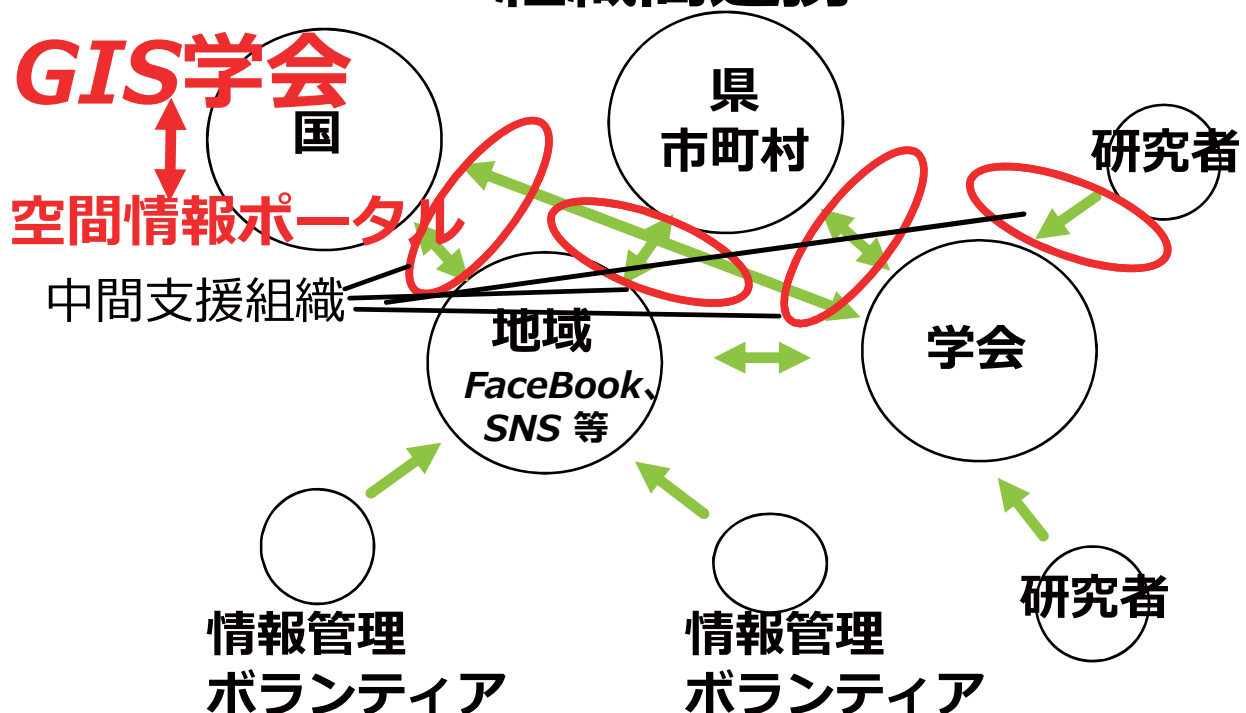 GIS学会
国
県
市町村
研究者
空間情報ポータル
中間支援組織
地域
FaceBook、
SNS 等
学会
研究者
情報管理
ボランティア
情報管理
ボランティア